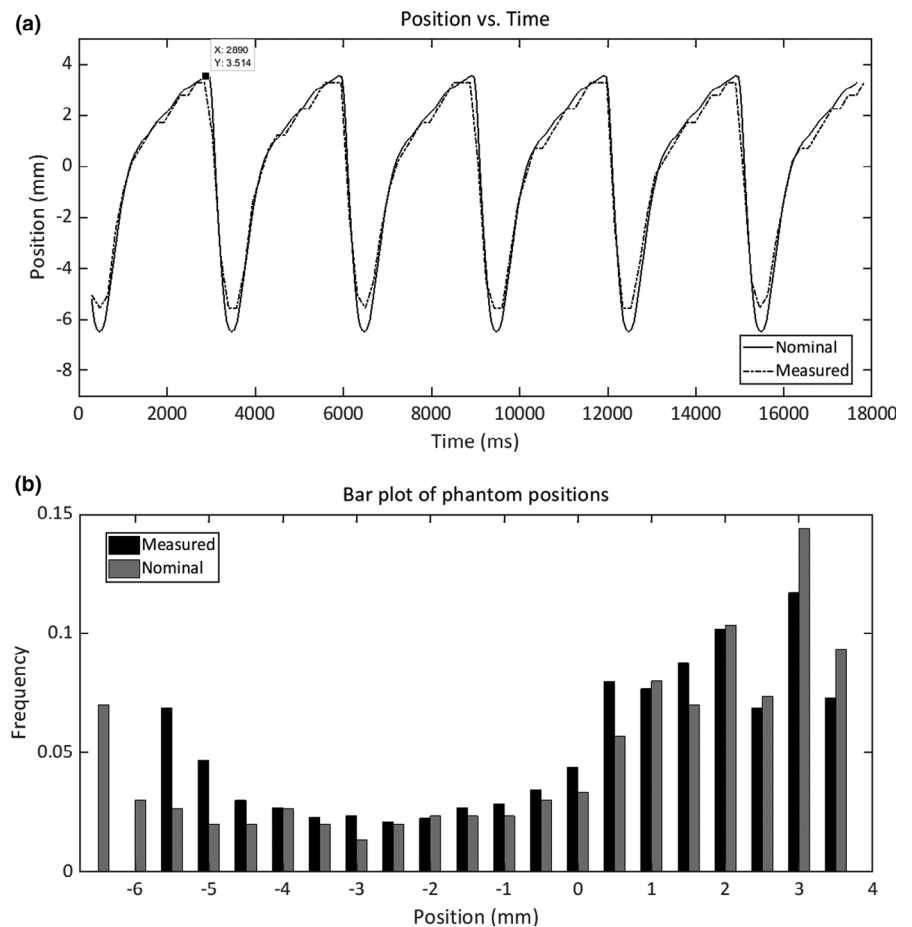 (a)
Position vs. Time
X: 2890
Y: 3.514
4
2
0
-2
-4
-6
-8
Position (mm)
Nominal
Measured
0 2000 4000 6000 8000 10000 12000 14000 16000 18000
Time (ms)
(b)
Bar plot of phantom positions
0.15
0.1
0.05
0
Frequency
Measured
Nominal
-6 -5 -4 -3 -2 -1 0 1 2 3 4
Position (mm)